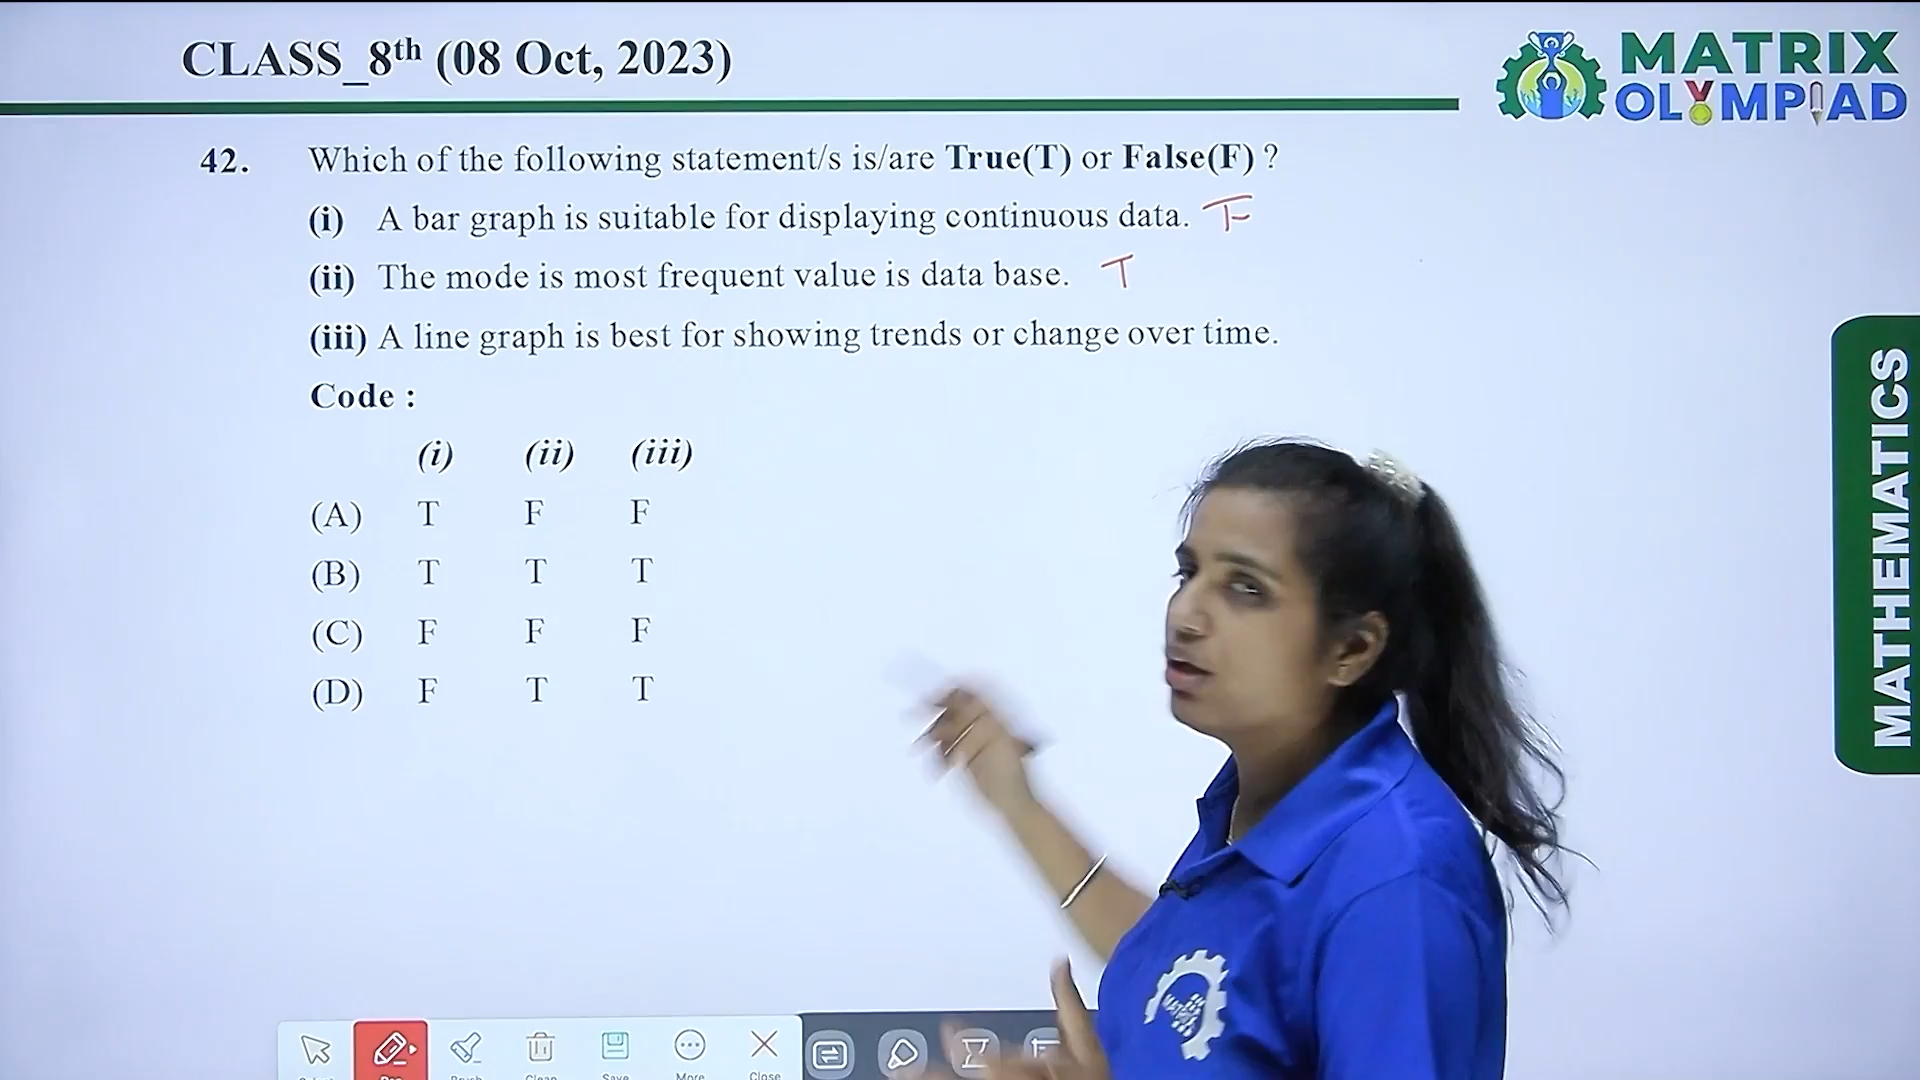 CLASS_8th (08 Oct, 2023)
MATRIX
OLYMPIAD
42. Which of the following statement/s is/are True(T) or False(F) ?
(i) A bar graph is suitable for displaying continuous data. F
(ii) The mode is most frequent value is data base. T
(iii) A line graph is best for showing trends or change over time.
Code :
(i) (ii) (iii)
(A) T F F
(B) T T T
(C) F F F
(D) F T T
MATHEMATICS
More
Close